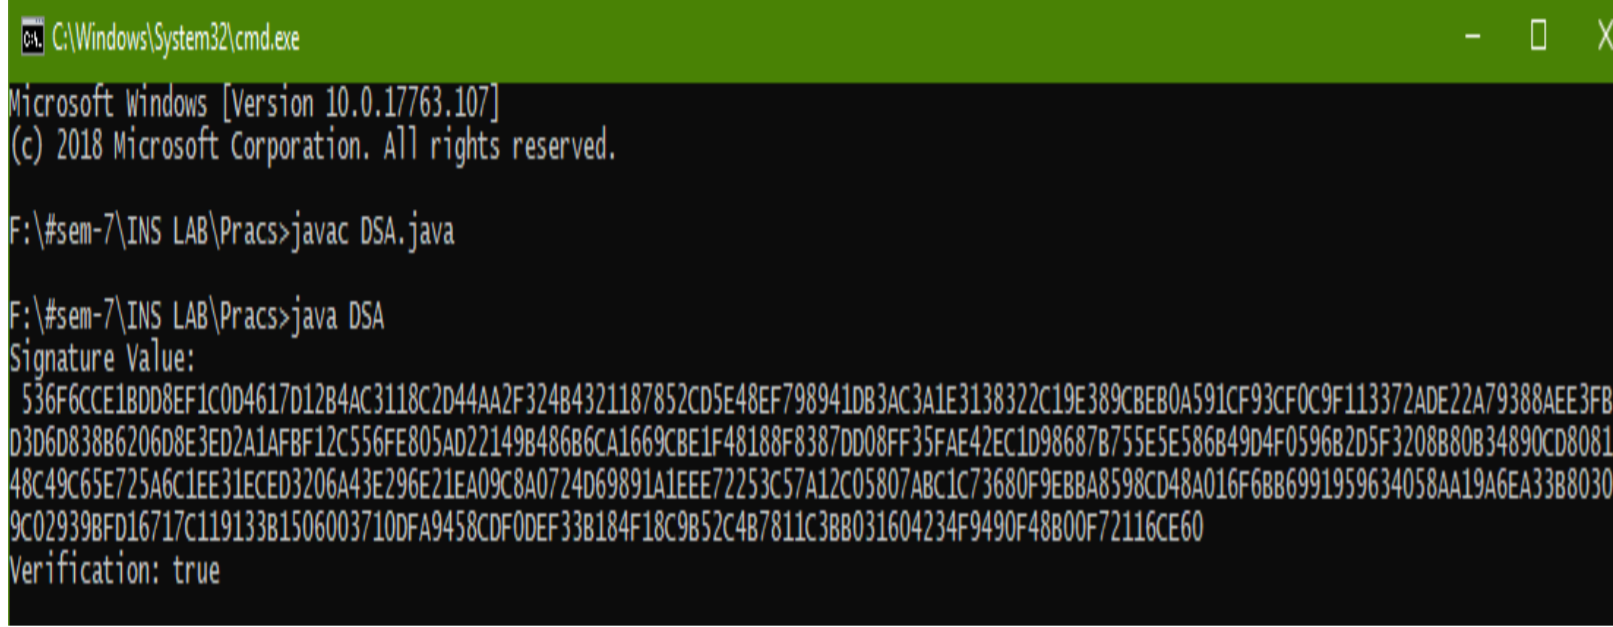 C:\Windows\System32\cmd.exe
Microsoft Windows [Version 10.0.17763.107]
(c) 2018 Microsoft Corporation. All rights reserved.
F:\#sem-7\INS LAB\Pracs>javac DSA.java
F:\#sem-7\INS LAB\Pracs>java DSA
Signature Value:
536F6CCE1BDD8EF1C0D4617D12B4AC3118C2D44AA2F324B4321187852CD5E48EF798941DB3AC3A1E3138322C19E389CBEB0A591CF93CF0C9F113372ADE22A79388AEE3FB
D3D6D838B6206D8E3ED2A1AFBF12C556FE805AD22149B486B6CA1669CBE1F48188F8387DD08FF35FAE42EC1D98687B755E5E586B49D4F0596B2D5F3208B80B34890CD8081
48C49C65E725A6C1EE31ECED3206A43E296E21EA09C8A0724D69891A1EEE72253C57A12C05807ABC1C73680F9EBBA8598CD48A016F6BB6991959634058AA19A6EA33B8030
9C02939BFD16717C119133B1506003710DFA9458CDF0DEF33B184F18C9B52C4B7811C3BB031604234F9490F48B00F72116CE60
Verification: true